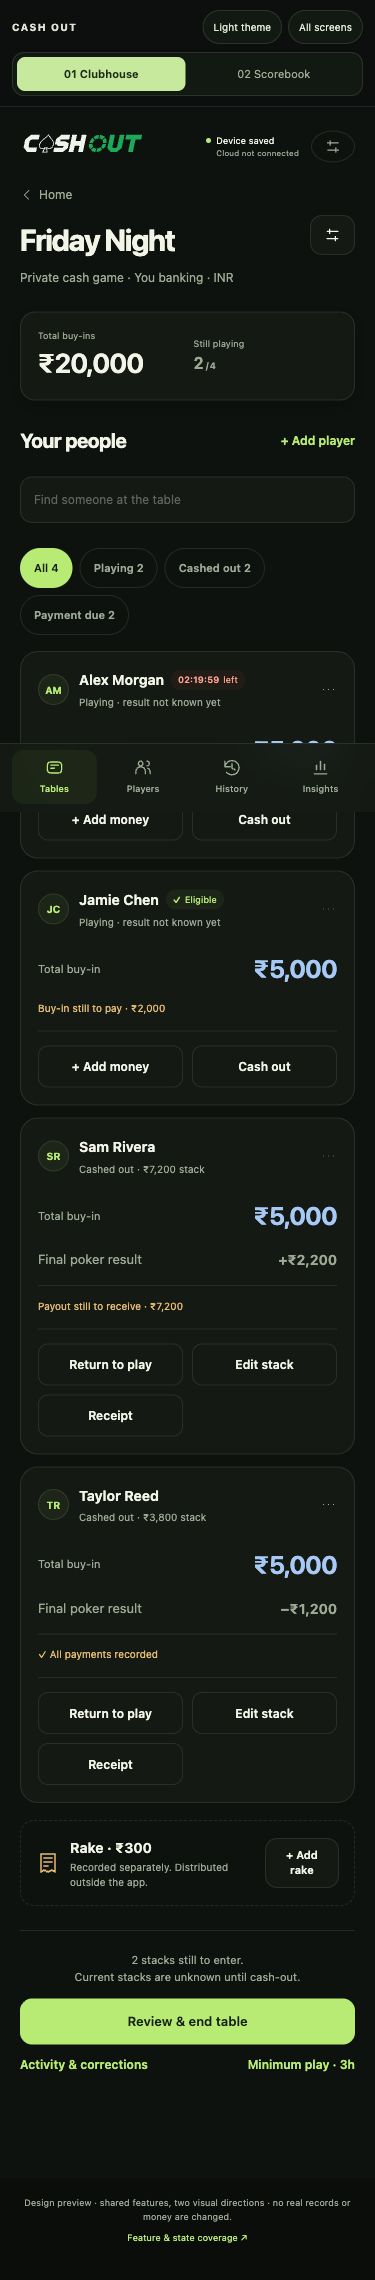 CASH OUT
Light theme
All screens
01 Clubhouse
02 Scorebook
CASHOUT
Device saved
Cloud not connected
Home
Friday Night
Private cash game · You banking · INR
Total buy-ins
₹20,000
Still playing
2/4
Your people
+ Add player
Find someone at the table
All 4
Playing 2
Cashed out 2
Payment due 2
AM
Alex Morgan
02:19:59 left
Playing · result not known yet
Tables
Players
History
Insights
+ Add money
Cash out
JC
Jamie Chen
✓ Eligible
Playing · result not known yet
Total buy-in
₹5,000
Buy-in still to pay · ₹2,000
+ Add money
Cash out
SR
Sam Rivera
Cashed out · ₹7,200 stack
Total buy-in
₹5,000
Final poker result
+₹2,200
Payout still to receive · ₹7,200
Return to play
Edit stack
Receipt
TR
Taylor Reed
Cashed out · ₹3,800 stack
Total buy-in
₹5,000
Final poker result
−₹1,200
✓ All payments recorded
Return to play
Edit stack
Receipt
Rake · ₹300
Recorded separately. Distributed
outside the app.
+ Add
rake
2 stacks still to enter.
Current stacks are unknown until cash-out.
Review & end table
Activity & corrections
Minimum play · 3h
Design preview · shared features, two visual directions · no real records or
money are changed.
Feature & state coverage ↗